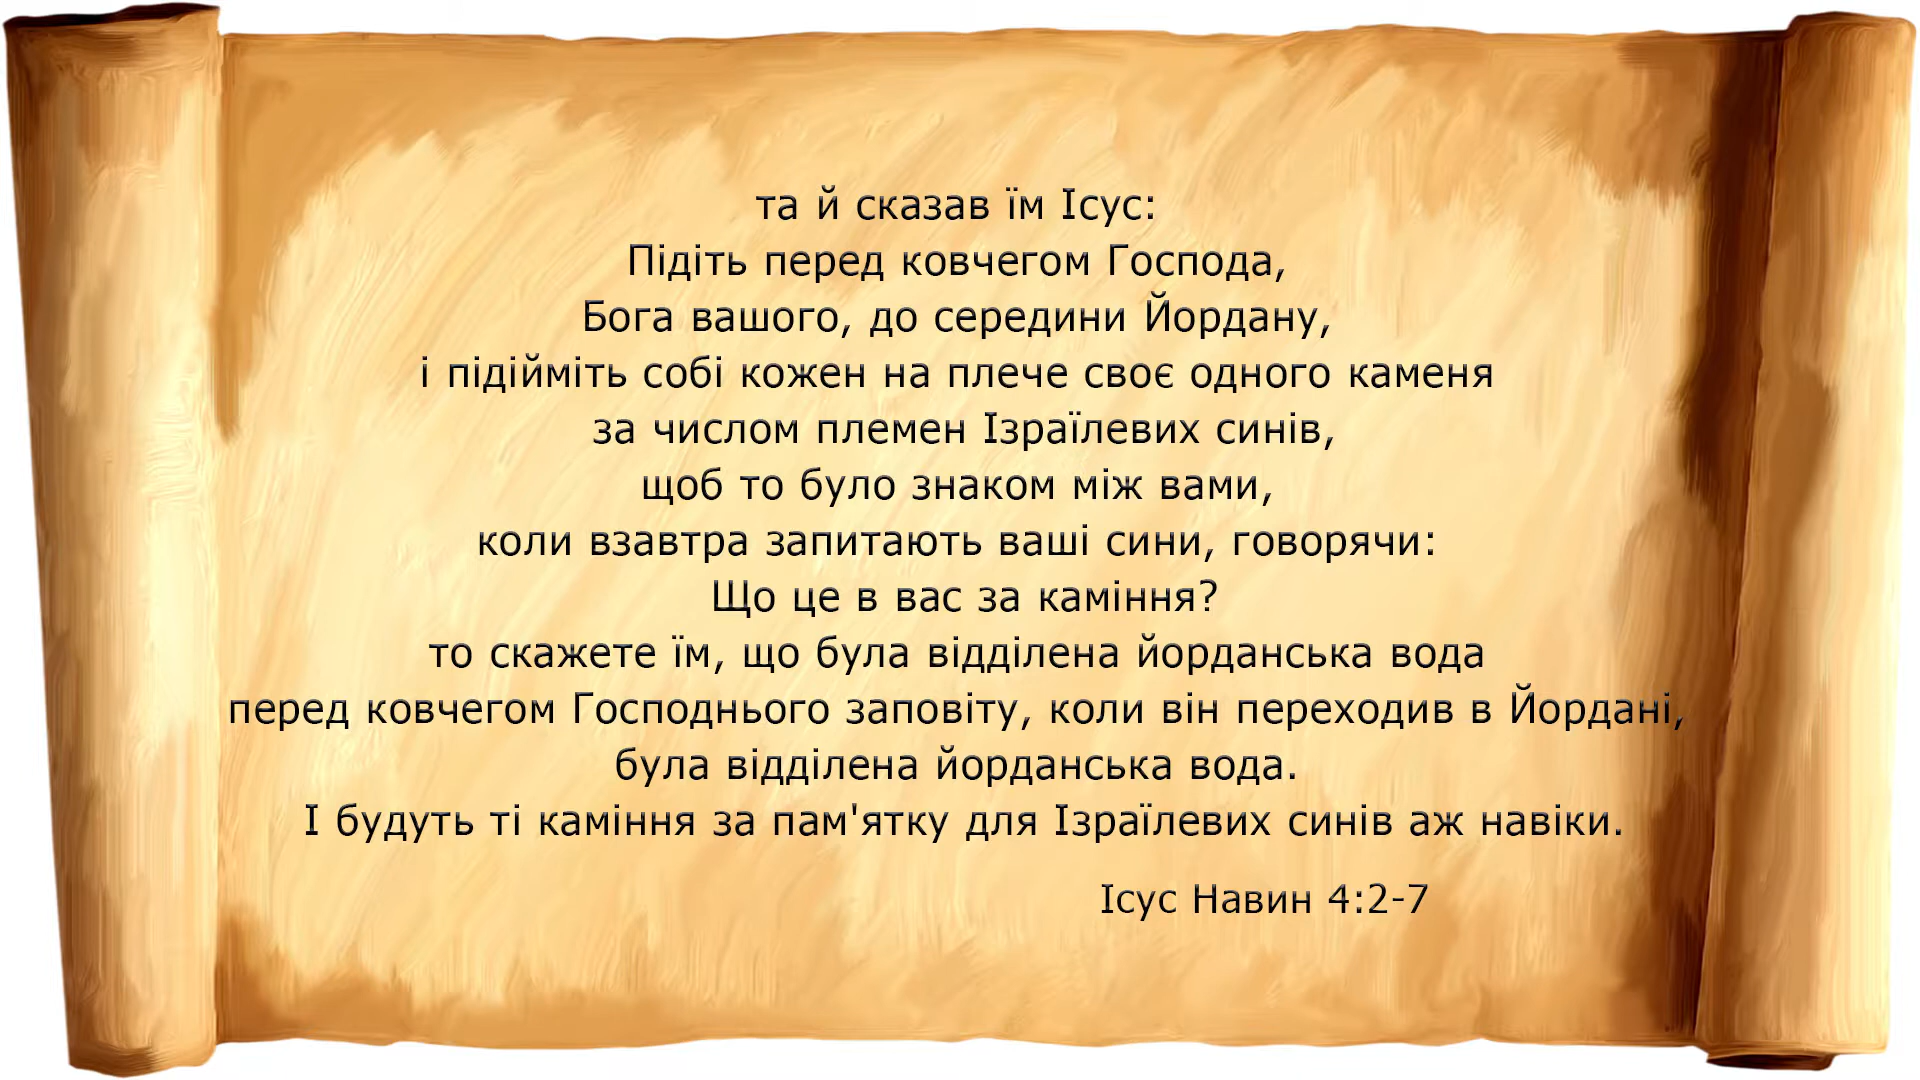 та й сказав їм Ісус:
Підіть перед ковчегом Господа,
Бога вашого, до середини Йордану,
і підійміть собі кожен на плече своє одного каменя
за числом племен Ізраїлевих синів,
щоб то було знаком між вами,
коли взавтра запитають ваші сини, говорячи:
Що це в вас за каміння?
то скажете їм, що була відділена йорданська вода
перед ковчегом Господнього заповіту, коли він переходив в Йордані,
була відділена йорданська вода.
І будуть ті каміння за пам'ятку для Ізраїлевих синів аж навіки.
Ісус Навин 4:2-7